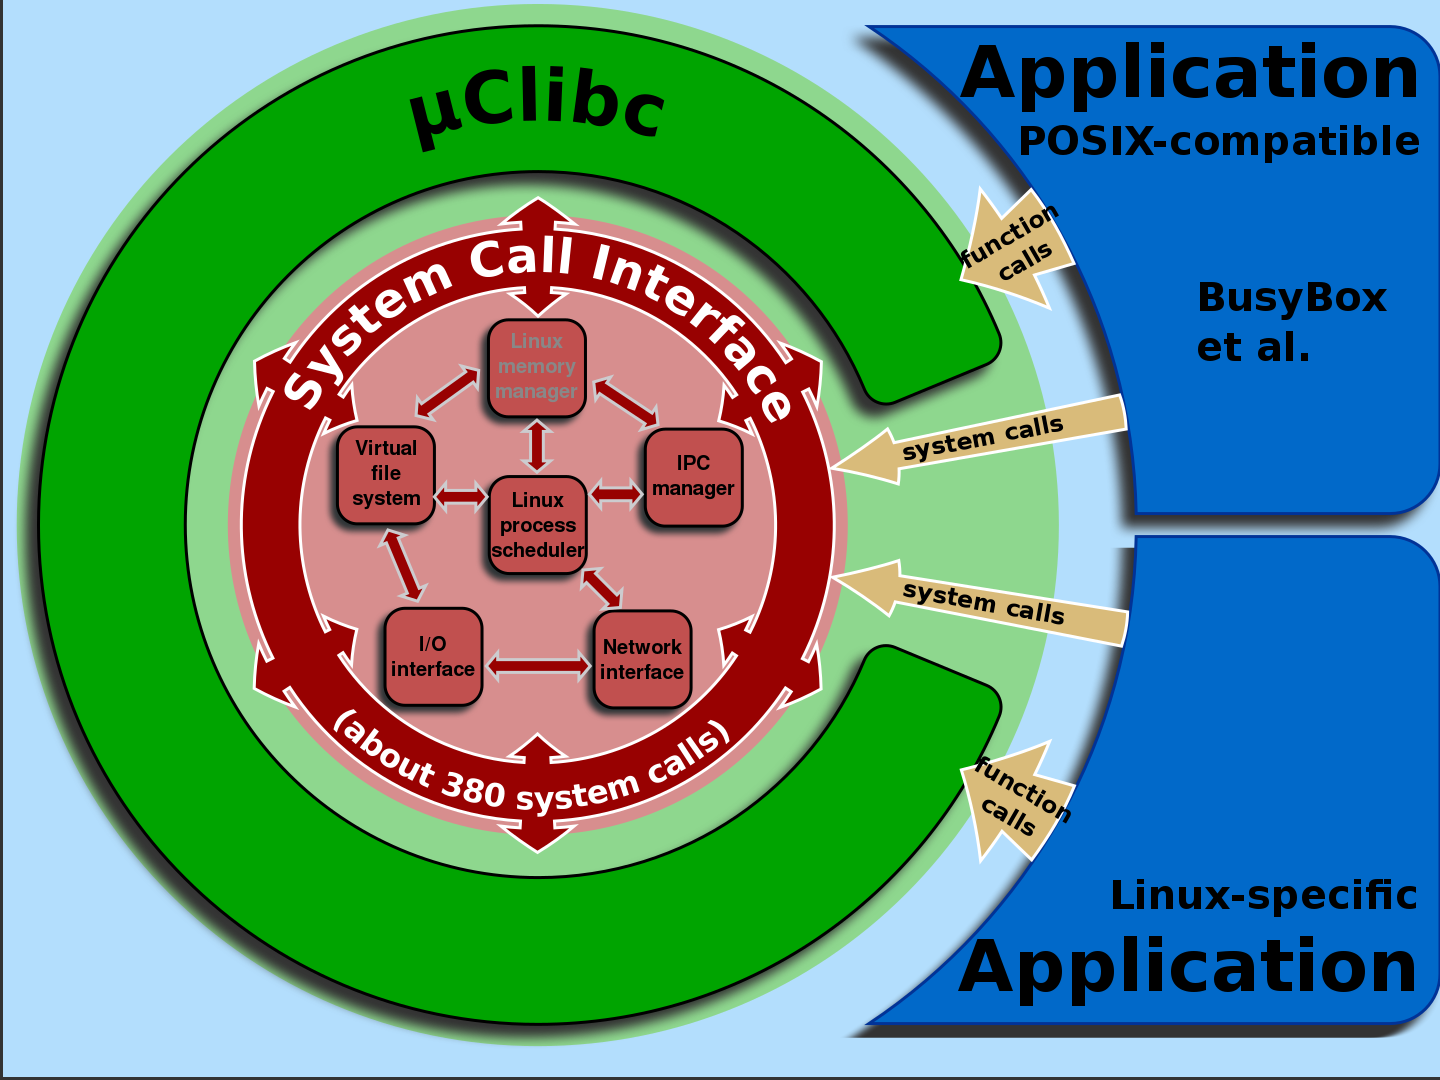 µClibc
System Call Interface
Linux
memory
manager
Virtual
file
system
IPC
manager
Linux
process
scheduler
I/O
interface
Network
interface
(about 380 system calls)
Application
POSIX-compatible
function
calls
BusyBox
et al.
system calls
system calls
function
calls
Linux-specific
Application